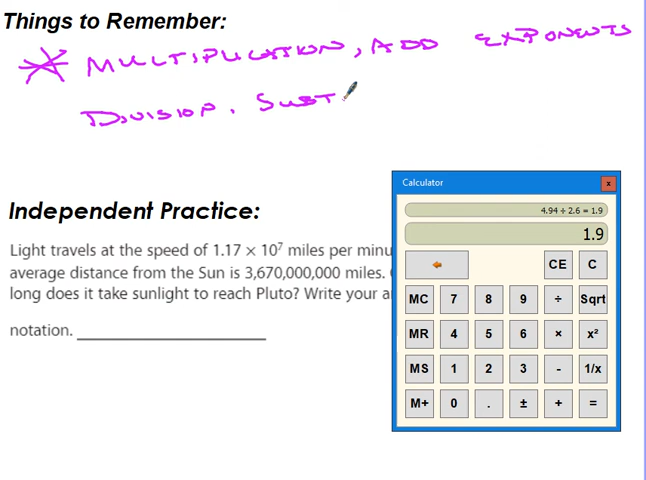 Things to Remember:
MULTIPLICATION, ADD EXPONENTS
DIVISION, SUBT
Independent Practice:
Light travels at the speed of 1.17 × 10⁷ miles per minu
average distance from the Sun is 3,670,000,000 miles.
long does it take sunlight to reach Pluto? Write your a
notation.
Calculator
x
4.94 ÷ 2.6 = 1.9
1.9
CE C
MC 7 8 9 ÷ Sqrt
MR 4 5 6 × x²
MS 1 2 3 - 1/x
M+ 0 . ± + =